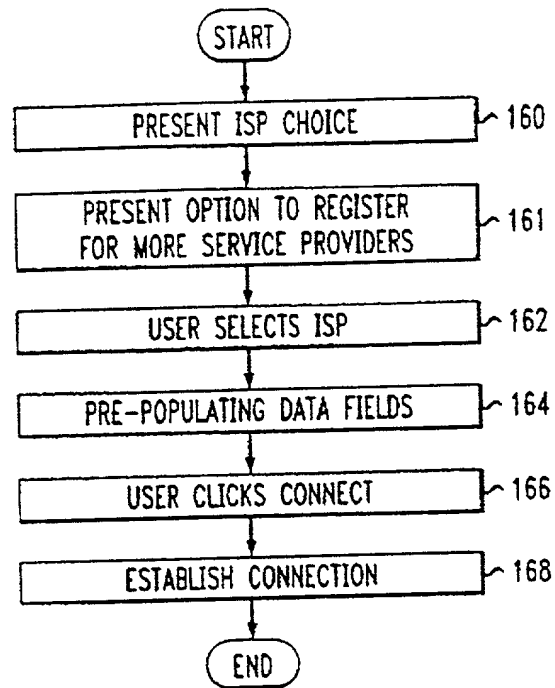 START
PRESENT ISP CHOICE 160
PRESENT OPTION TO REGISTER
FOR MORE SERVICE PROVIDERS 161
USER SELECTS ISP 162
PRE-POPULATING DATA FIELDS 164
USER CLICKS CONNECT 166
ESTABLISH CONNECTION 168
END